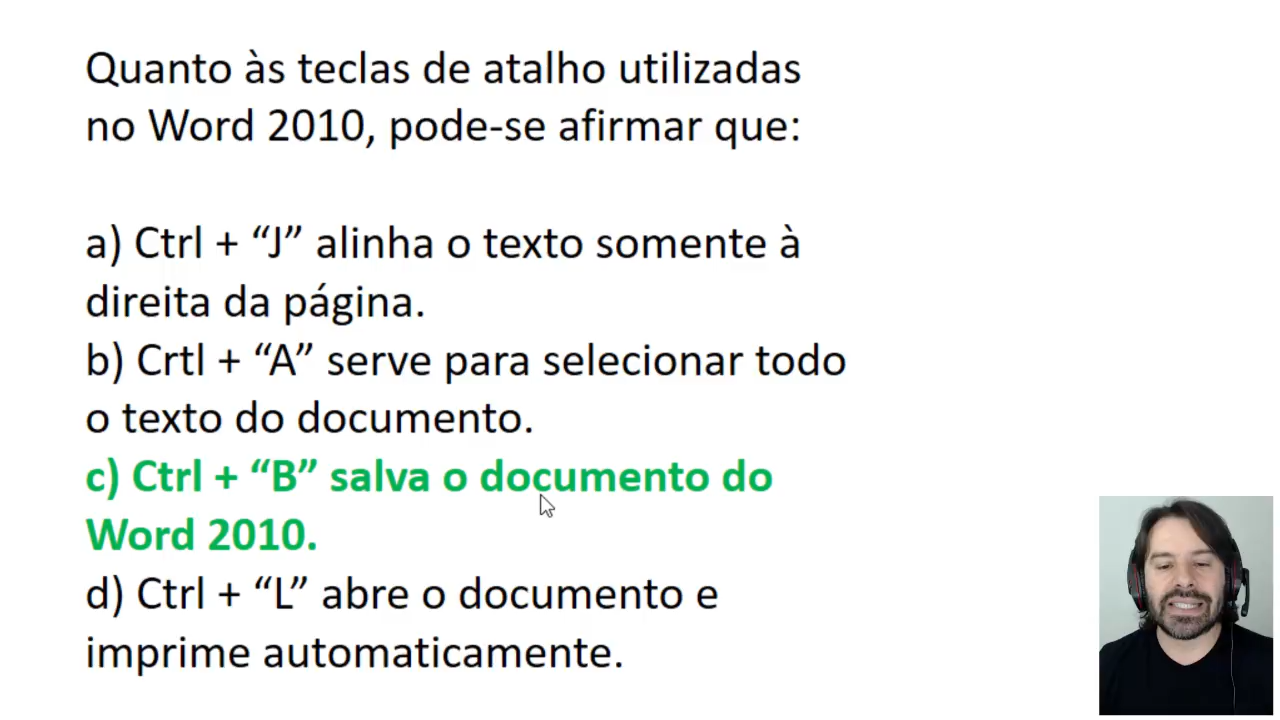 Quanto às teclas de atalho utilizadas
no Word 2010, pode-se afirmar que:
a) Ctrl + “J” alinha o texto somente à
direita da página.
b) Crtl + “A” serve para selecionar todo
o texto do documento.
c) Ctrl + “B” salva o documento do
Word 2010.
d) Ctrl + “L” abre o documento e
imprime automaticamente.